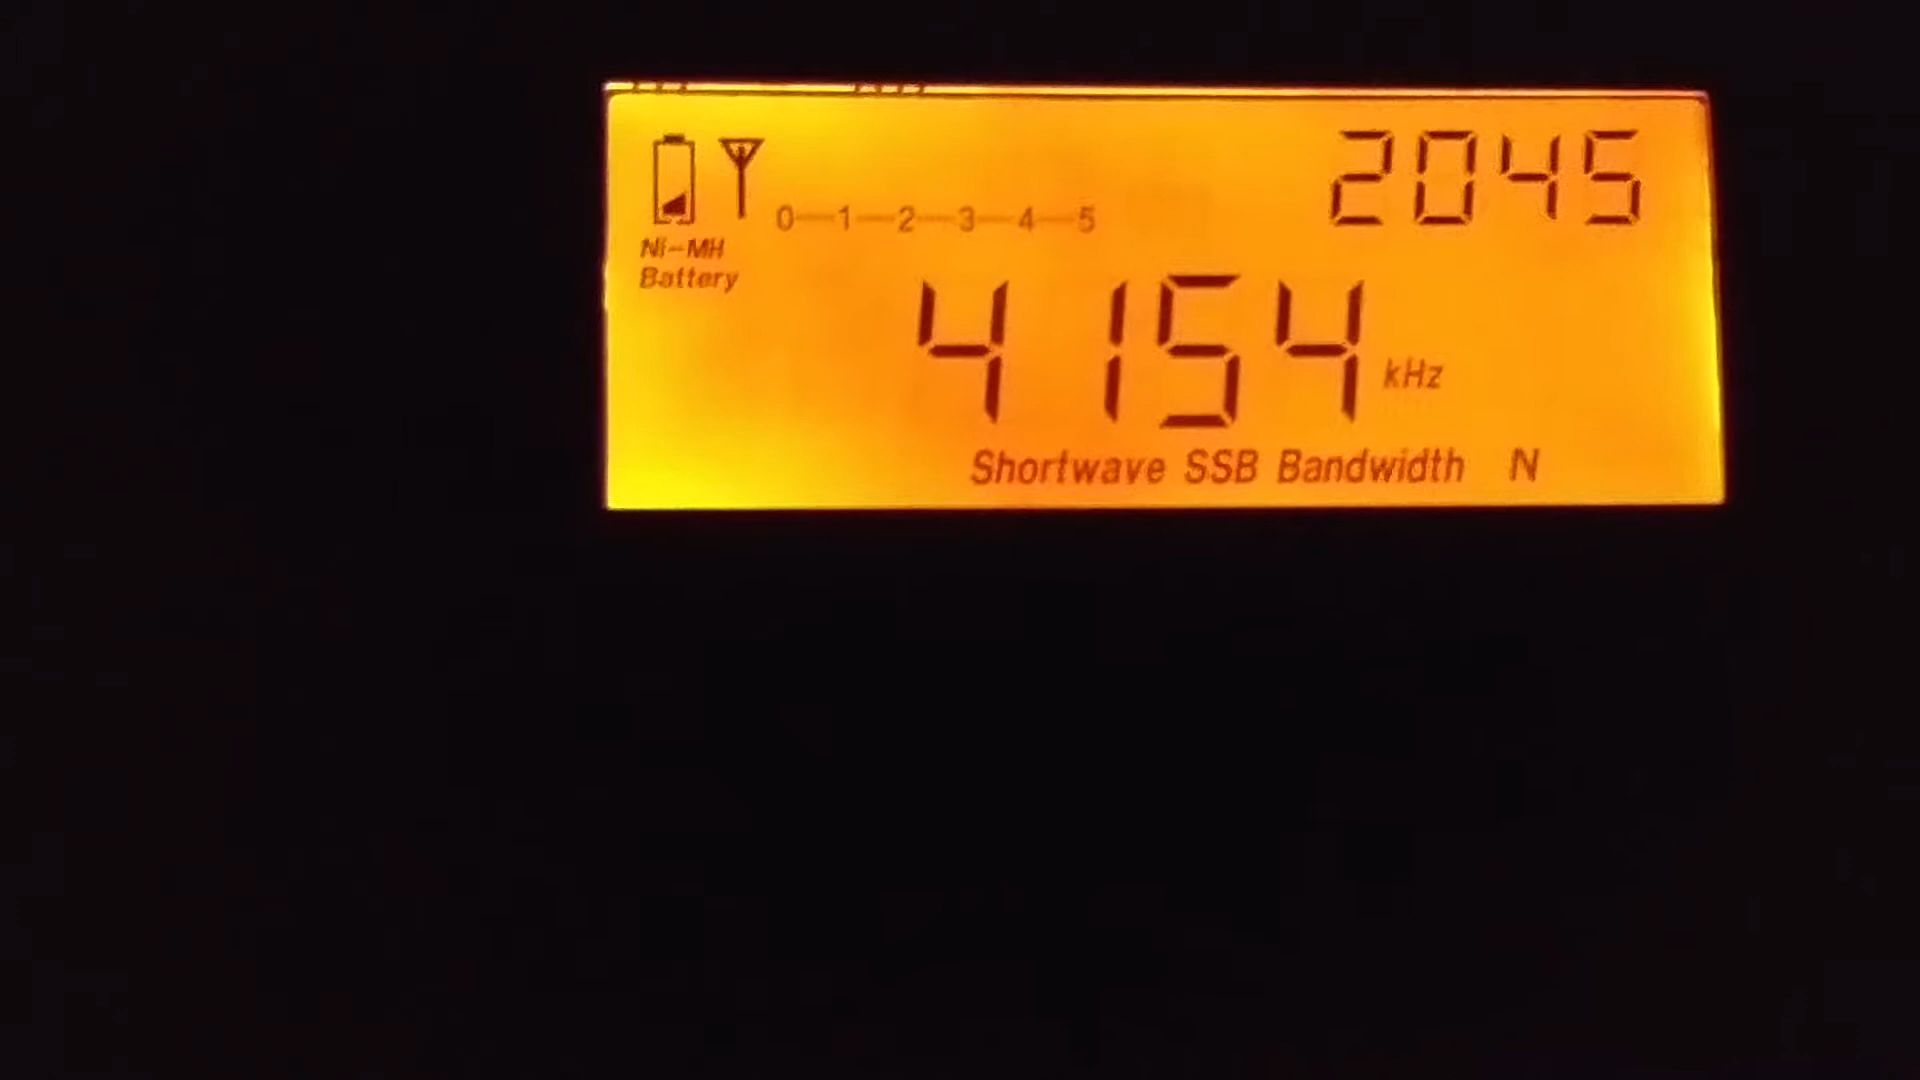 2045
0—1—2—3—4—5
Ni-MH
Battery
4154 kHz
Shortwave SSB Bandwidth N